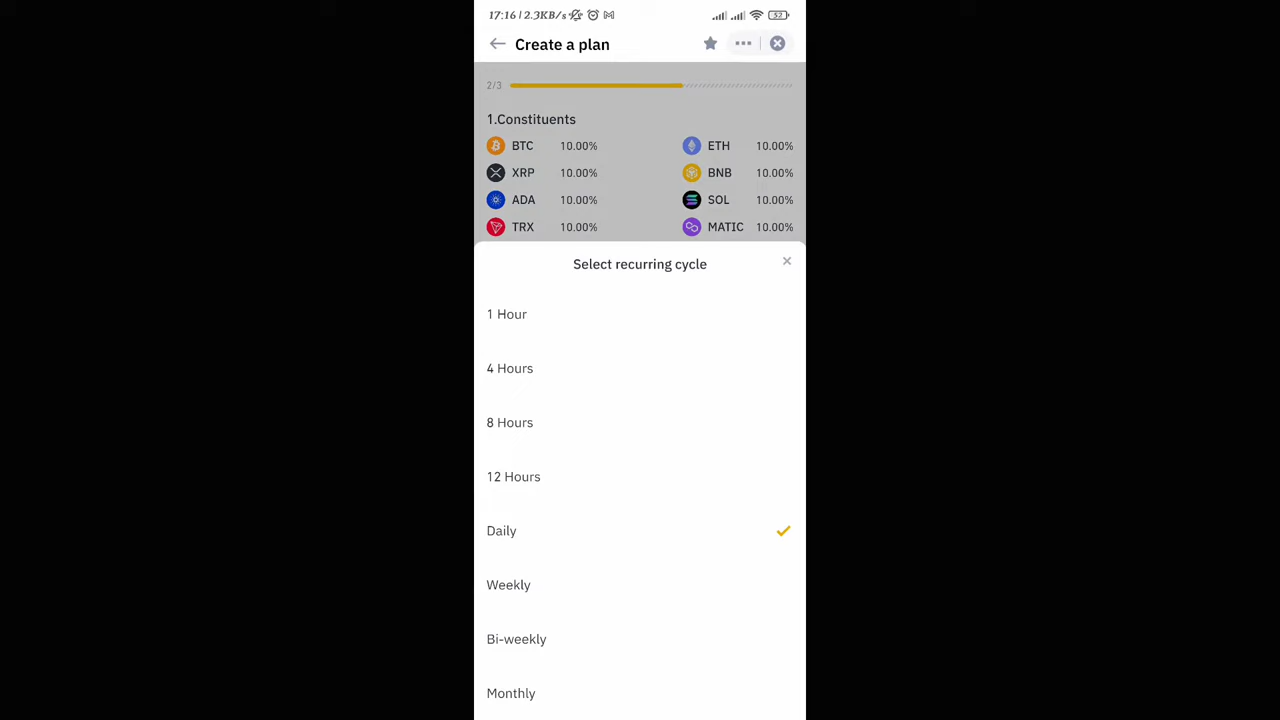 17:16 | 2.3KB/s 52
Create a plan
2/3
1.Constituents
BTC 10.00% ETH 10.00%
XRP 10.00% BNB 10.00%
ADA 10.00% SOL 10.00%
TRX 10.00% MATIC 10.00%
Select recurring cycle
1 Hour
4 Hours
8 Hours
12 Hours
Daily
Weekly
Bi-weekly
Monthly